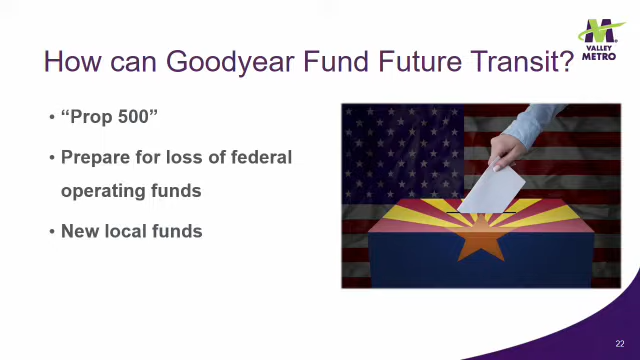 VALLEY
METRO
How can Goodyear Fund Future Transit?
• “Prop 500”
• Prepare for loss of federal
operating funds
• New local funds
22